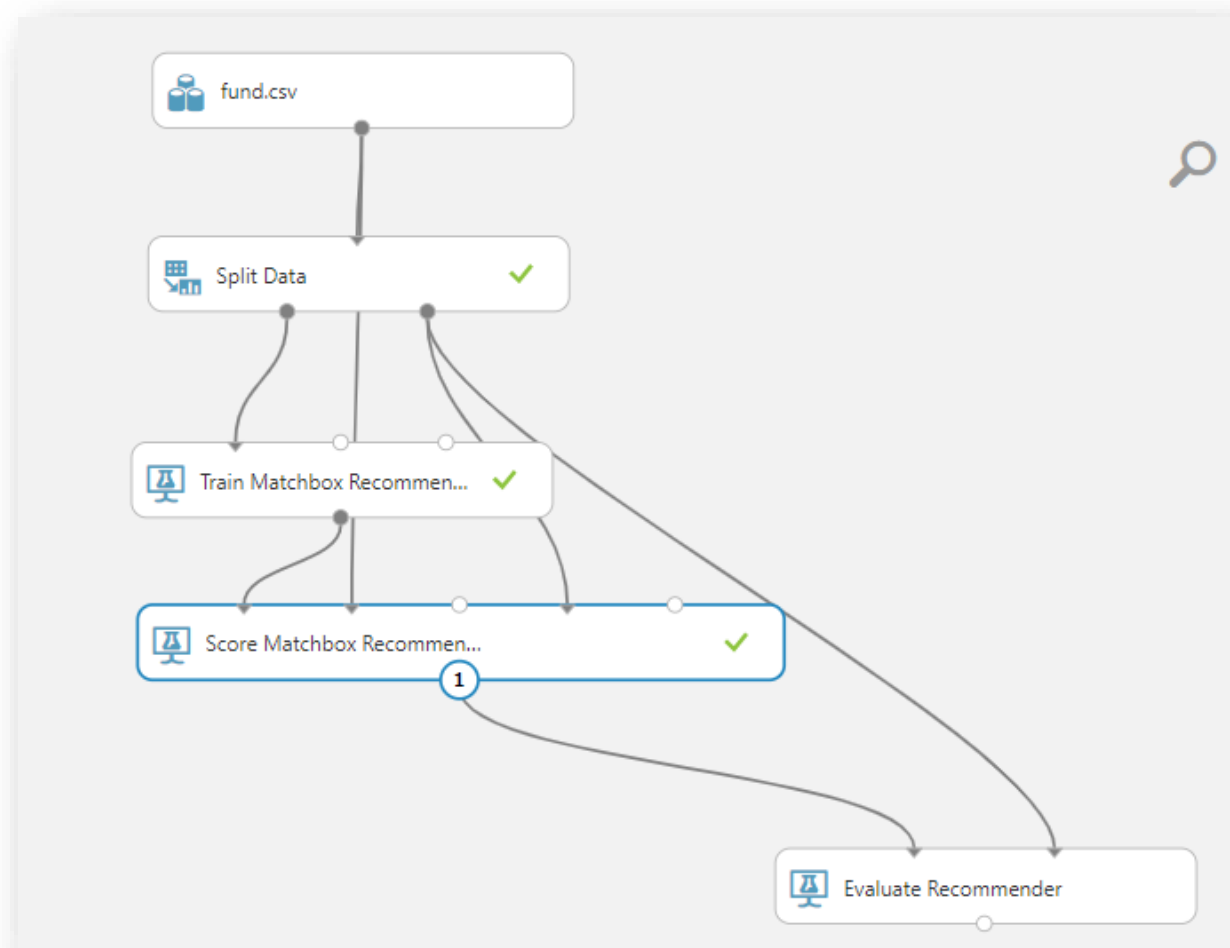 fund.csv
Split Data
Train Matchbox Recommen...
Score Matchbox Recommen...
1
Evaluate Recommender